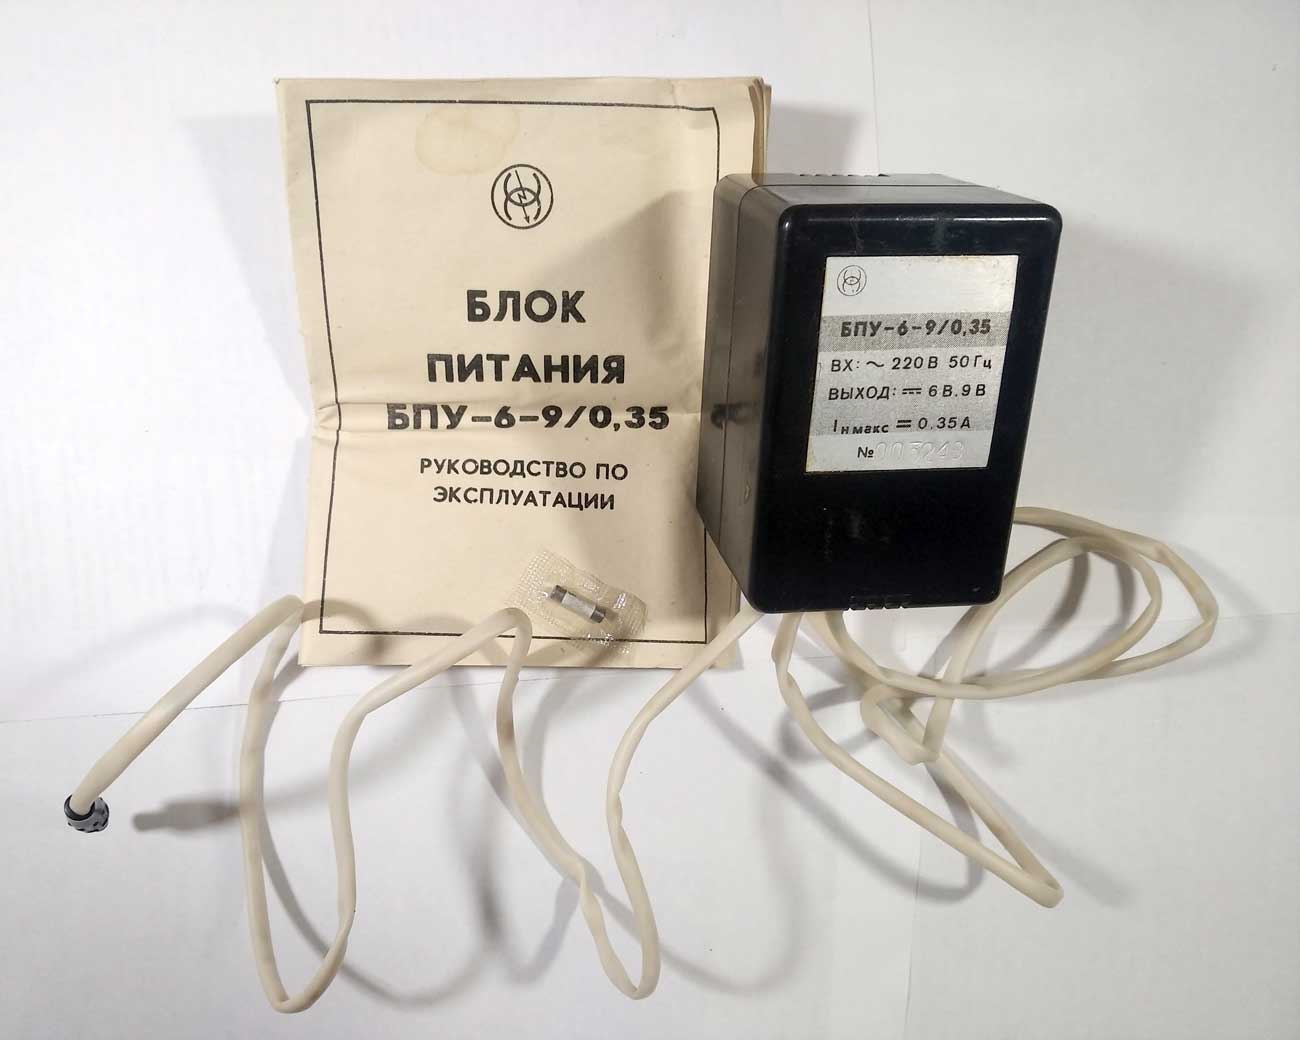 БЛОК
ПИТАНИЯ
БПУ-6-9/0,35
РУКОВОДСТВО ПО
ЭКСПЛУАТАЦИИ
БПУ-6-9/0,35
ВХ: ~ 220В 50Гц
ВЫХОД: ⎓ 6В.9В
Iн макс = 0.35А
№